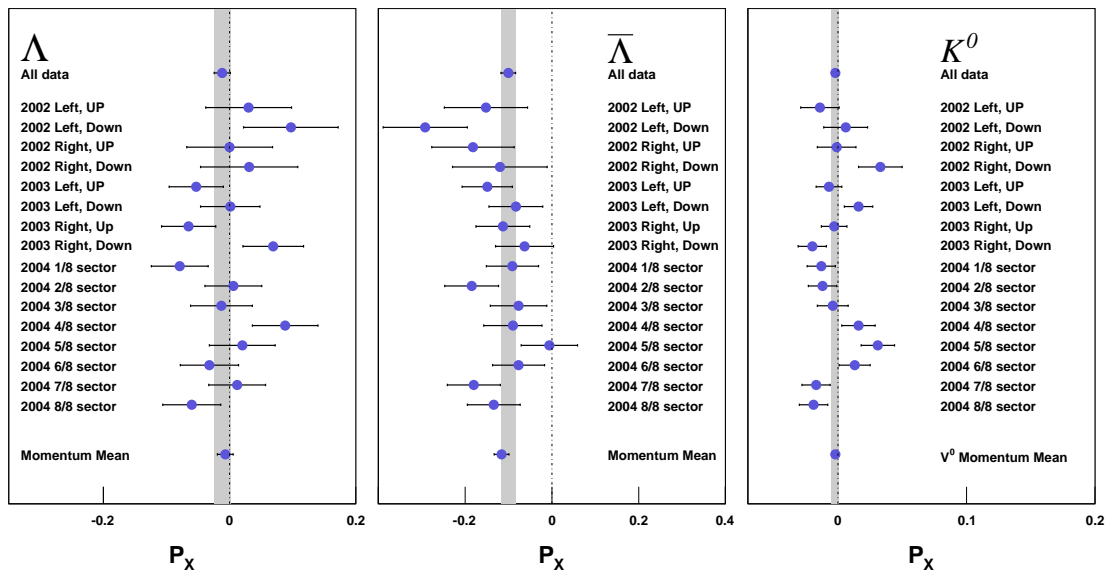 Λ
All data
2002 Left, UP
2002 Left, Down
2002 Right, UP
2002 Right, Down
2003 Left, UP
2003 Left, Down
2003 Right, Up
2003 Right, Down
2004 1/8 sector
2004 2/8 sector
2004 3/8 sector
2004 4/8 sector
2004 5/8 sector
2004 6/8 sector
2004 7/8 sector
2004 8/8 sector
Momentum Mean
-0.2 0 0.2
P_X
Λ̅
All data
2002 Left, UP
2002 Left, Down
2002 Right, UP
2002 Right, Down
2003 Left, UP
2003 Left, Down
2003 Right, Up
2003 Right, Down
2004 1/8 sector
2004 2/8 sector
2004 3/8 sector
2004 4/8 sector
2004 5/8 sector
2004 6/8 sector
2004 7/8 sector
2004 8/8 sector
Momentum Mean
-0.2 0 0.2 0.4
P_X
K⁰
All data
2002 Left, UP
2002 Left, Down
2002 Right, UP
2002 Right, Down
2003 Left, UP
2003 Left, Down
2003 Right, Up
2003 Right, Down
2004 1/8 sector
2004 2/8 sector
2004 3/8 sector
2004 4/8 sector
2004 5/8 sector
2004 6/8 sector
2004 7/8 sector
2004 8/8 sector
V⁰ Momentum Mean
0 0.1 0.2
P_X